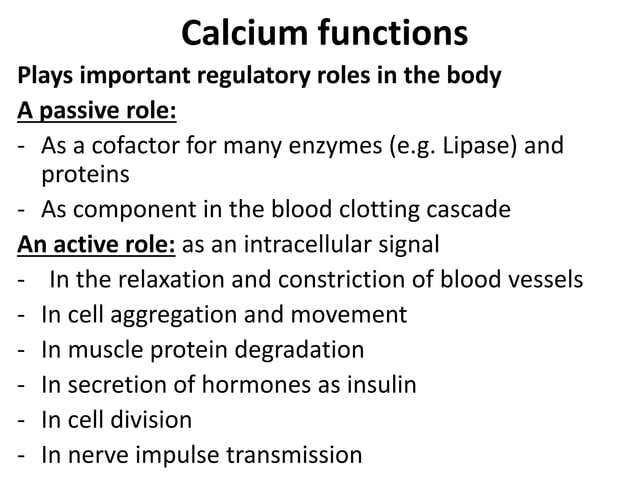 Calcium functions
Plays important regulatory roles in the body
A passive role:
- As a cofactor for many enzymes (e.g. Lipase) and
proteins
- As component in the blood clotting cascade
An active role: as an intracellular signal
- In the relaxation and constriction of blood vessels
- In cell aggregation and movement
- In muscle protein degradation
- In secretion of hormones as insulin
- In cell division
- In nerve impulse transmission